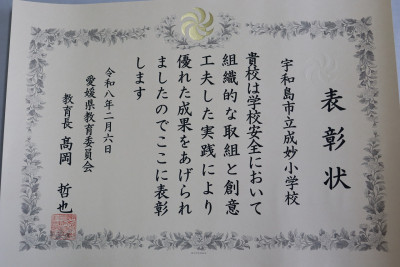 表彰状
宇和島市立成妙小学校
貴校は学校安全において
組織的な取組と創意
工夫した実践により
優れた成果をあげられ
ましたのでここに表彰
します
令和八年二月六日
愛媛県教育委員会
教育長 高岡 哲也